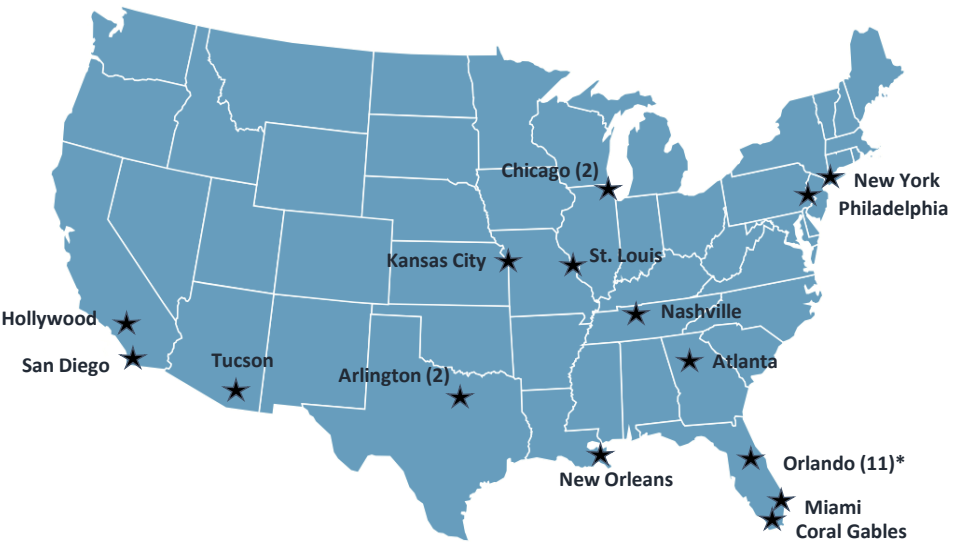 Chicago (2)
New York
Philadelphia
Kansas City
St. Louis
Nashville
Hollywood
San Diego
Tucson
Arlington (2)
Atlanta
New Orleans
Orlando (11)*
Miami
Coral Gables